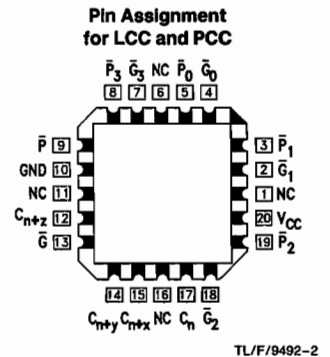 Pin Assignment
for LCC and PCC
P̄₃ Ḡ₃ NC P̄₀ Ḡ₀
8 7 6 5 4
P̄ 9
GND 10
NC 11
Cn+z 12
Ḡ 13
3 P̄₁
2 Ḡ₁
1 NC
20 VCC
19 P̄₂
14 15 16 17 18
Cn+y Cn+x NC Cn Ḡ₂
TL/F/9492–2